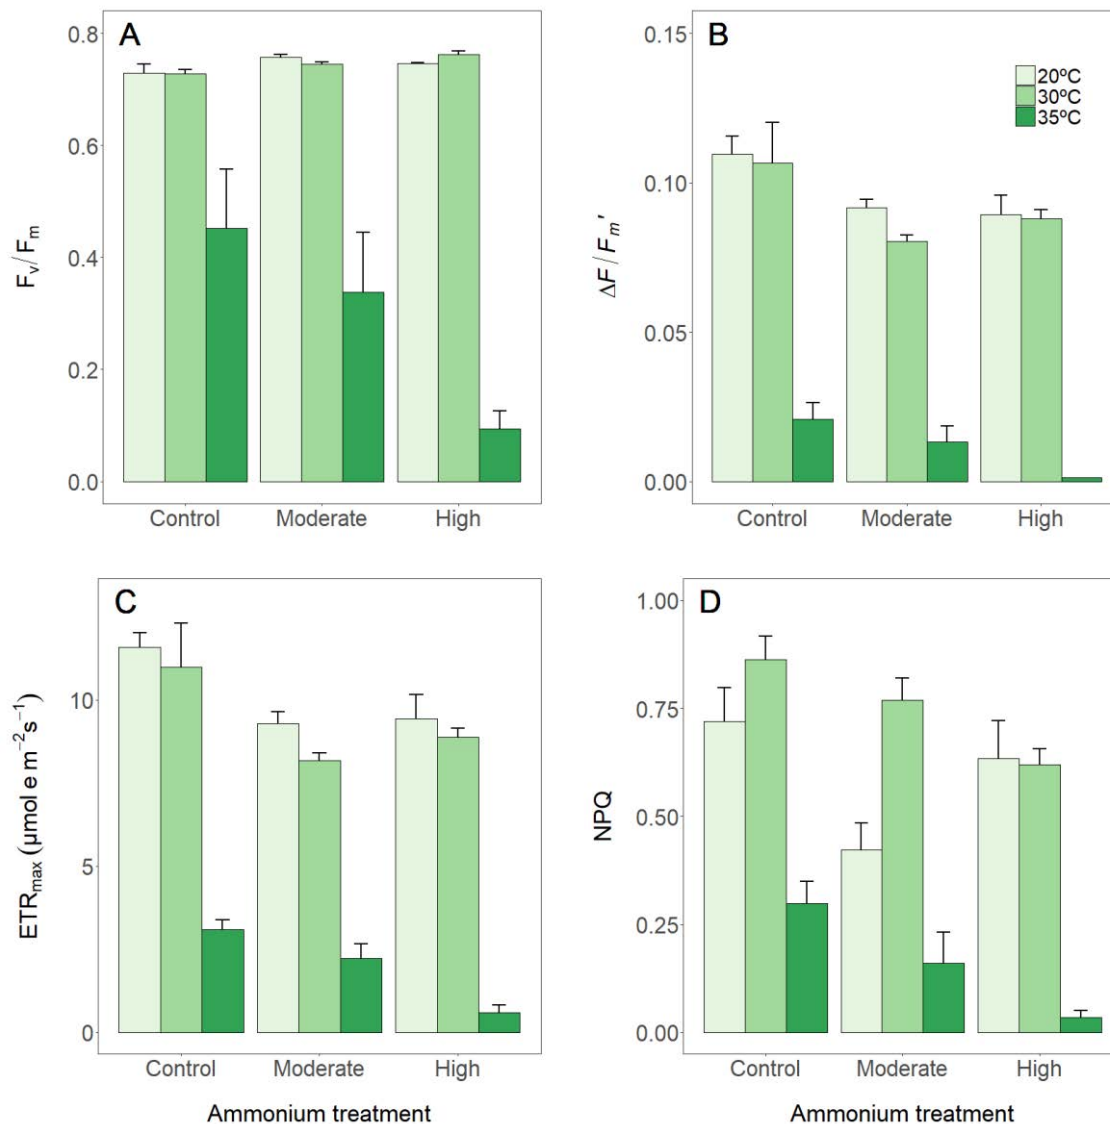 A
0.8
0.6
0.4
0.2
0.0
Fv/ Fm
Control Moderate High
B
0.15
0.10
0.05
0.00
ΔF / Fm'
20ºC
30ºC
35ºC
Control Moderate High
C
10
5
0
ETRmax (µmol e m−2 s−1)
Control Moderate High
Ammonium treatment
D
1.00
0.75
0.50
0.25
0.00
NPQ
Control Moderate High
Ammonium treatment